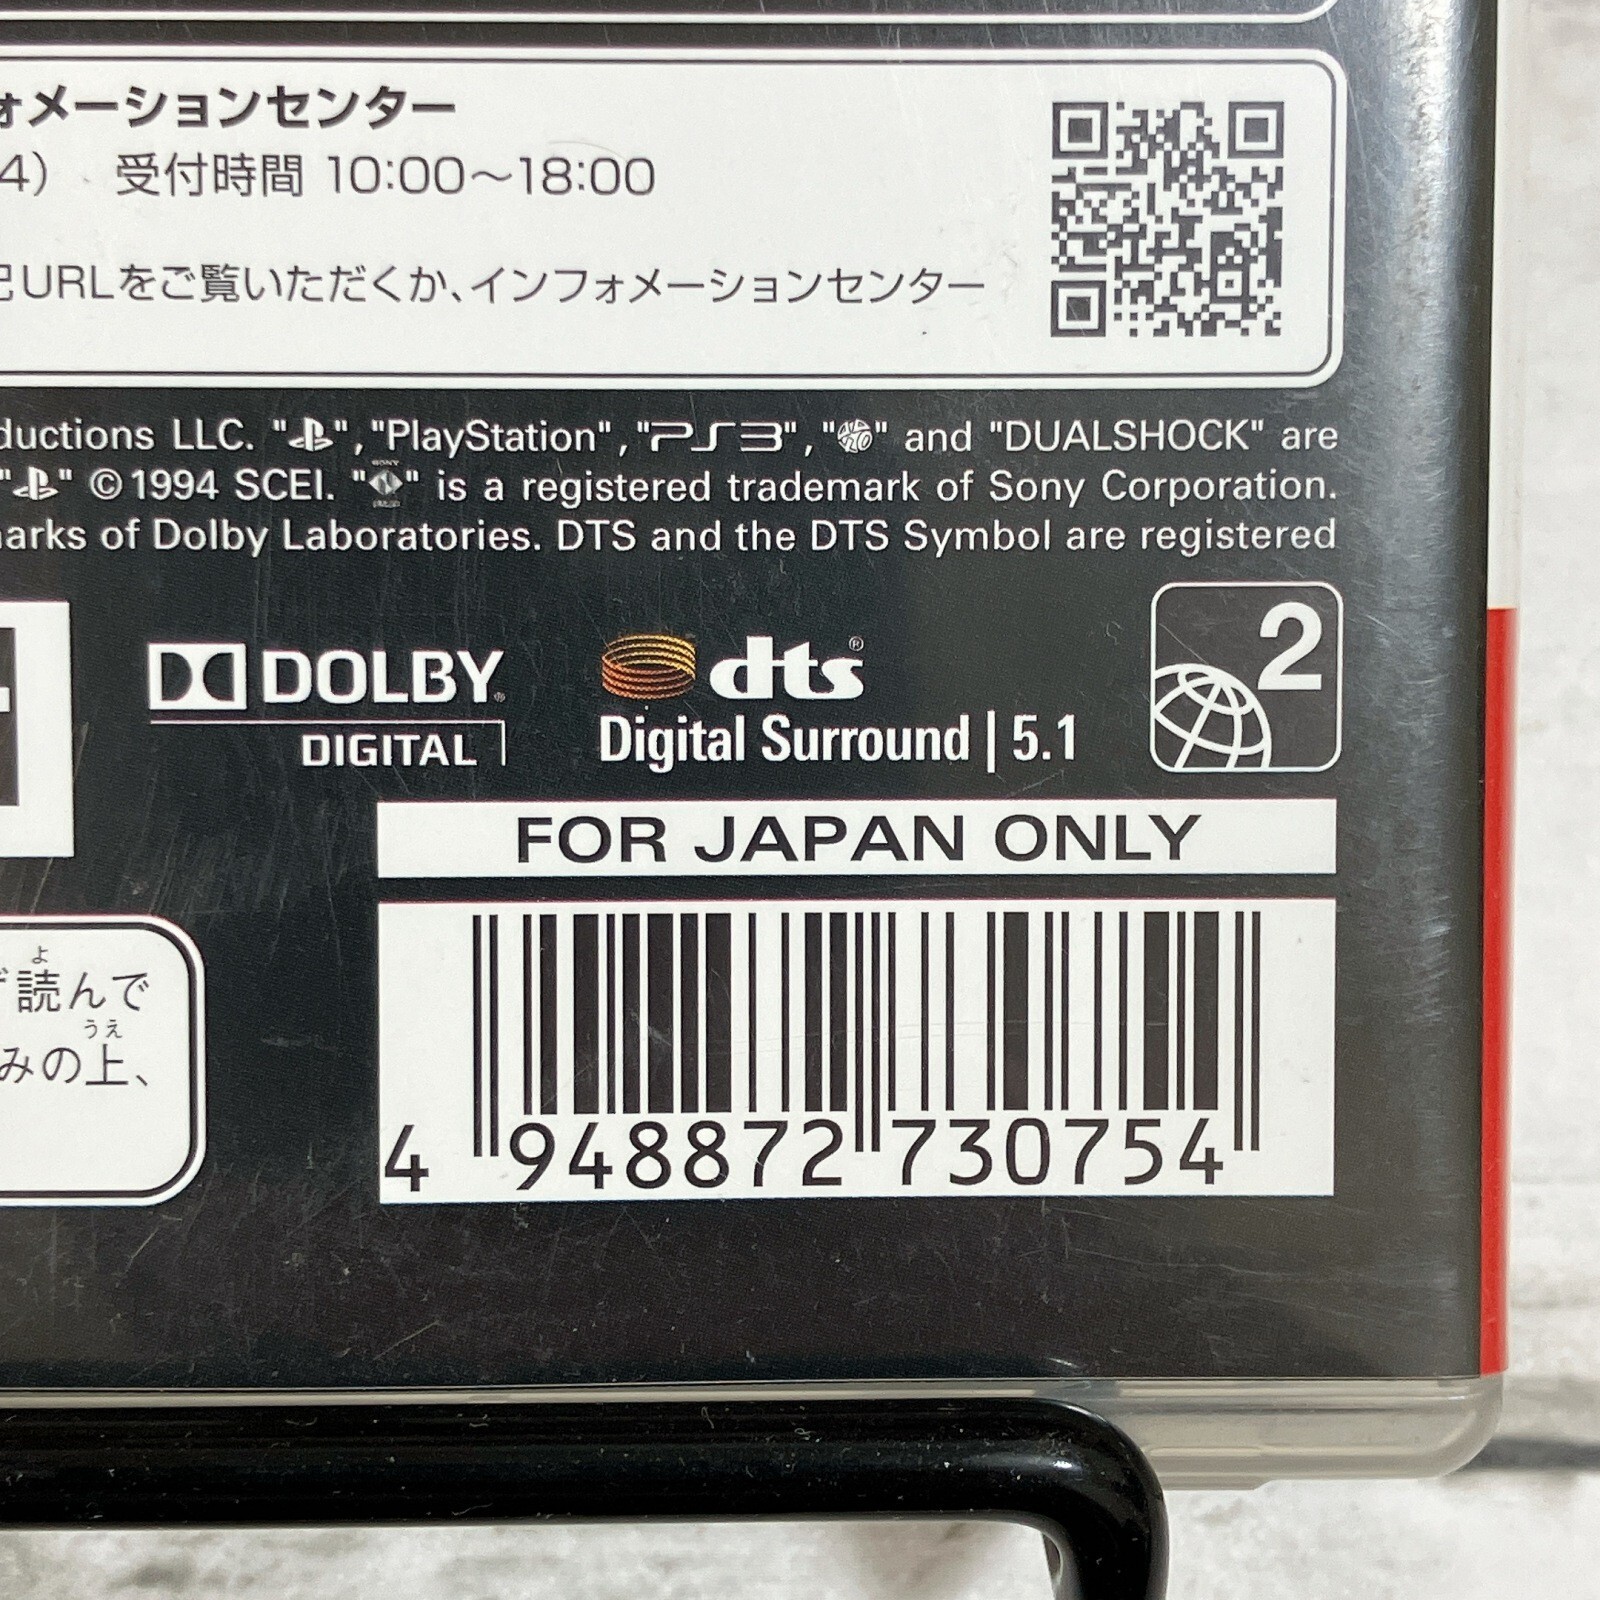 ォメーションセンター
4） 受付時間 10:00～18:00
URLをご覧いただくか、インフォメーションセンター
ductions LLC. "", "PlayStation", "PS3", "" and "DUALSHOCK" are
"" ©1994 SCEI. "" is a registered trademark of Sony Corporation.
arks of Dolby Laboratories. DTS and the DTS Symbol are registered
DOLBY®
DIGITAL
dts®
Digital Surround | 5.1
2
FOR JAPAN ONLY
よ
読んで
うえ
みの上、
4 948872 730754